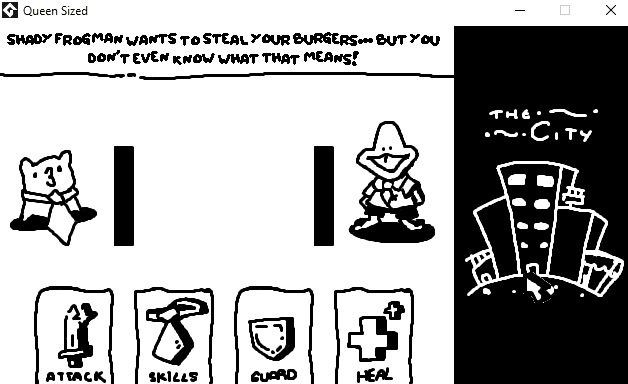 Queen Sized
SHADY FROGMAN WANTS TO STEAL YOUR BURGERS... BUT YOU
DON'T EVEN KNOW WHAT THAT MEANS!
THE
CITY
ATTACK
SKILLS
GUARD
HEAL